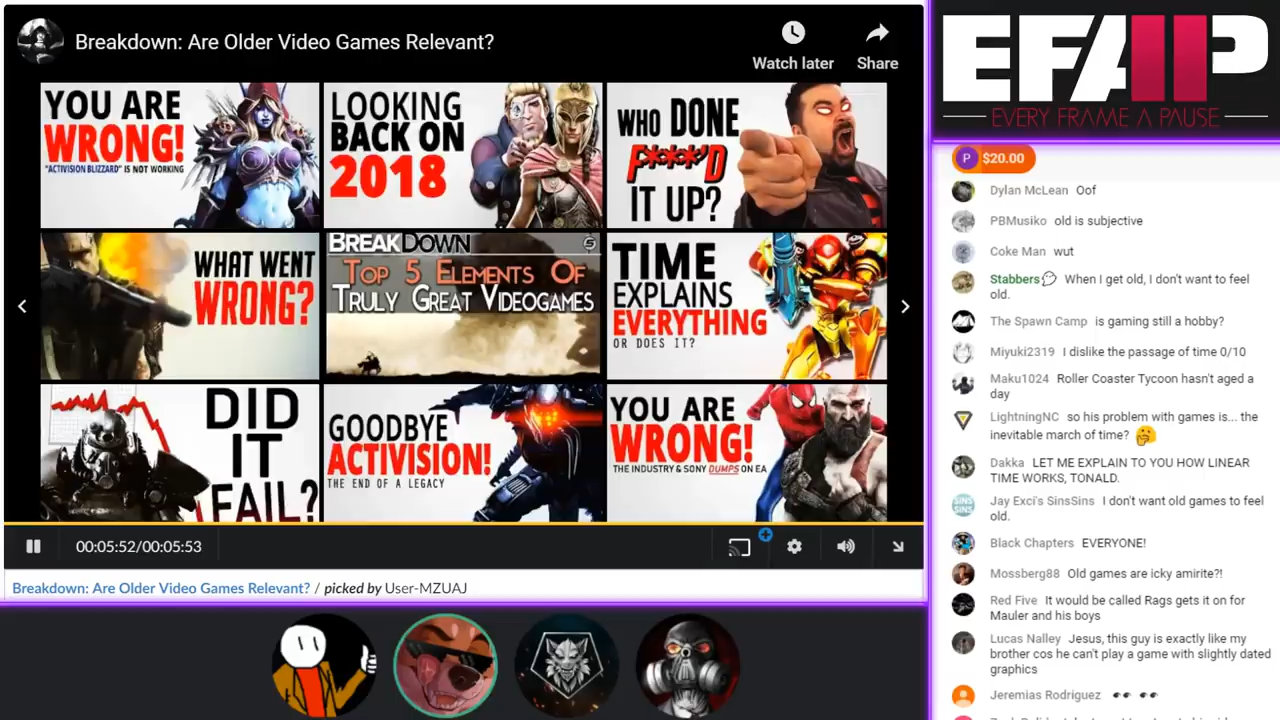 Breakdown: Are Older Video Games Relevant?
Watch later
Share
YOU ARE
WRONG!
"ACTIVISION BLIZZARD" IS NOT WORKING
LOOKING
BACK ON
2018
WHO DONE
F***'D
IT UP?
WHAT WENT
WRONG?
BREAKDOWN
TOP 5 ELEMENTS OF
TRULY GREAT VIDEOGAMES
TIME
EXPLAINS
EVERYTHING
OR DOES IT?
DID
IT
FAIL?
GOODBYE
ACTIVISION!
THE END OF A LEGACY
YOU ARE
WRONG!
THE INDUSTRY & SONY DUMPS ON EA
00:05:52/00:05:53
Breakdown: Are Older Video Games Relevant? / picked by User-MZUAJ
EFAP
EVERY FRAME A PAUSE
P $20.00
Dylan McLean Oof
PBMusiko old is subjective
Coke Man wut
Stabbers When I get old, I don't want to feel
old.
The Spawn Camp is gaming still a hobby?
Miyuki2319 I dislike the passage of time 0/10
Maku1024 Roller Coaster Tycoon hasn't aged a
day
LightningNC so his problem with games is... the
inevitable march of time? 🤔
Dakka LET ME EXPLAIN TO YOU HOW LINEAR
TIME WORKS, TONALD.
Jay Exci's SinsSins I don't want old games to feel
old.
Black Chapters EVERYONE!
Mossberg88 Old games are icky amirite?!
Red Five It would be called Rags gets it on for
Mauler and his boys
Lucas Nalley Jesus, this guy is exactly like my
brother cos he can't play a game with slightly dated
graphics
Jeremias Rodriguez 👀 👀